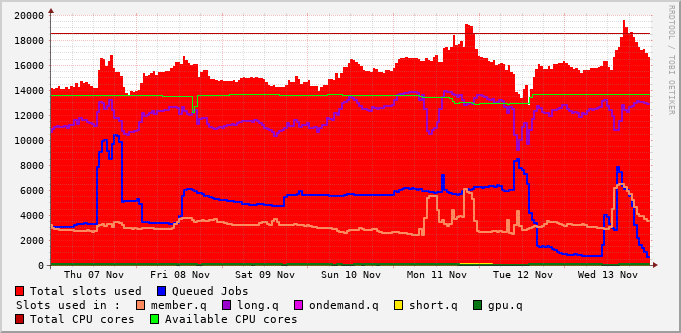 20000
18000
16000
14000
12000
10000
8000
6000
4000
2000
0
Thu 07 Nov Fri 08 Nov Sat 09 Nov Sun 10 Nov Mon 11 Nov Tue 12 Nov Wed 13 Nov
Total slots used Queued Jobs
Slots used in : member.q long.q ondemand.q short.q gpu.q
Total CPU cores Available CPU cores
RRDTOOL / TOBI OETIKER